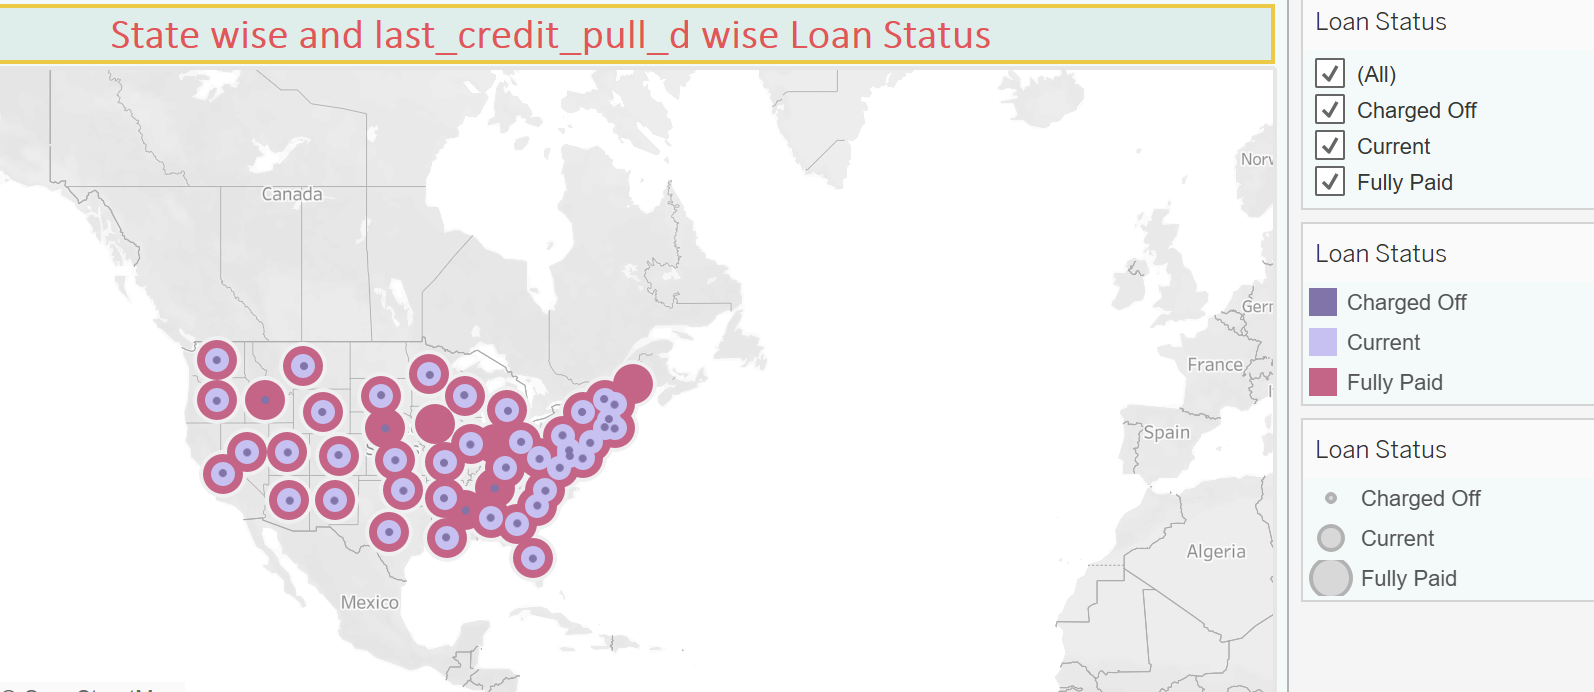 State wise and last_credit_pull_d wise Loan Status
Canada
Mexico
Spain
France
Algeria
Loan Status
(All)
Charged Off
Current
Fully Paid
Loan Status
Charged Off
Current
Fully Paid
Loan Status
Charged Off
Current
Fully Paid